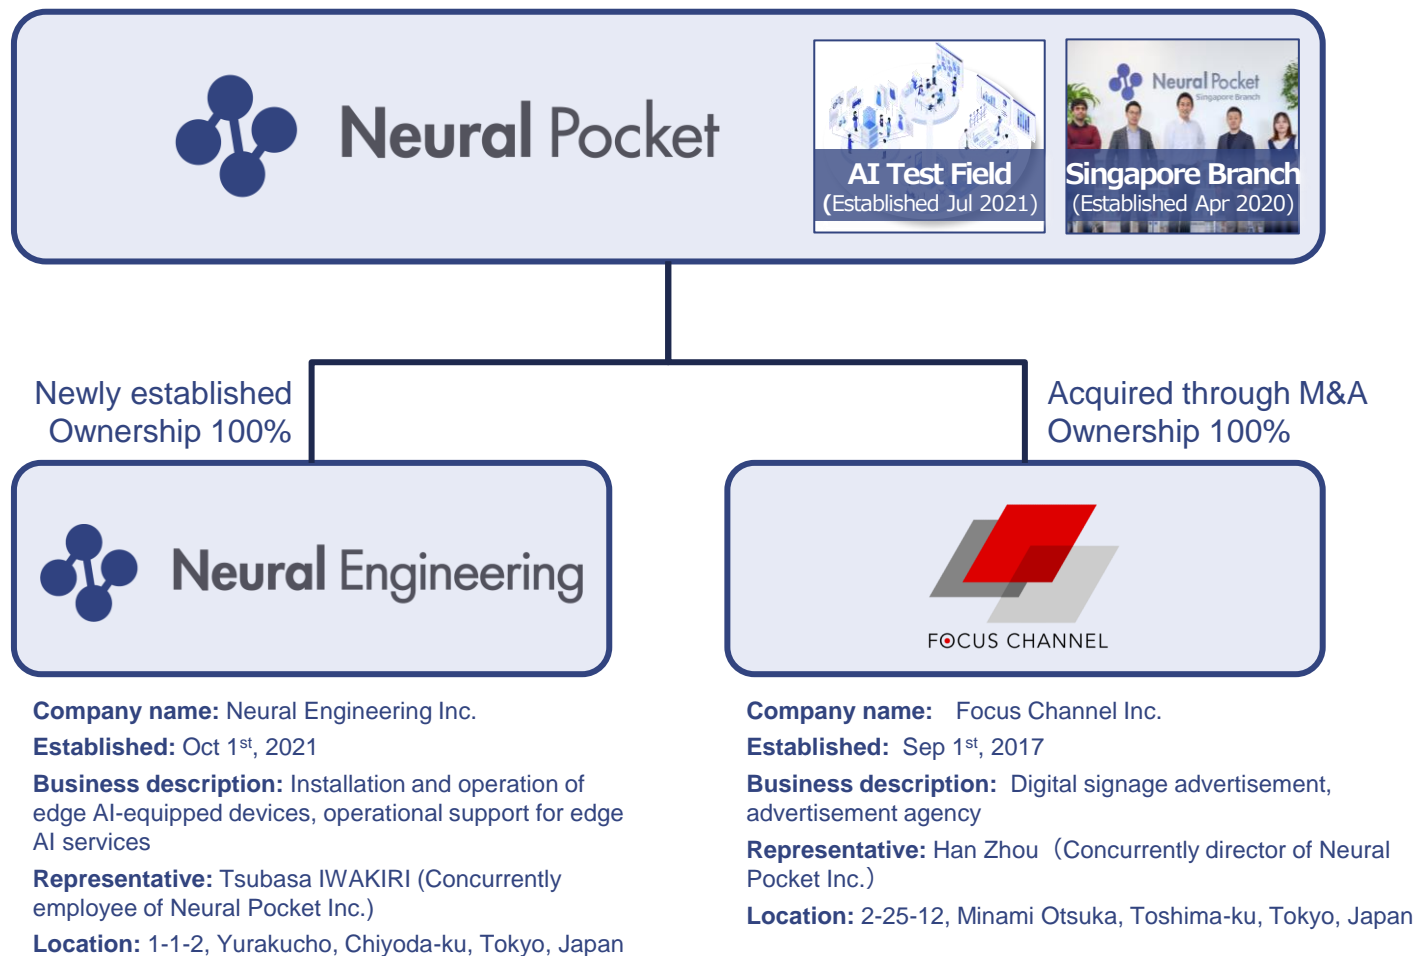 Neural Pocket
AI Test Field
(Established Jul 2021)
Neural Pocket
Singapore Branch
Singapore Branch
(Established Apr 2020)
Newly established
Ownership 100%
Acquired through M&A
Ownership 100%
Neural Engineering
FOCUS CHANNEL
Company name: Neural Engineering Inc.
Established: Oct 1st, 2021
Business description: Installation and operation of
edge AI-equipped devices, operational support for edge
AI services
Representative: Tsubasa IWAKIRI (Concurrently
employee of Neural Pocket Inc.)
Location: 1-1-2, Yurakucho, Chiyoda-ku, Tokyo, Japan
Company name: Focus Channel Inc.
Established: Sep 1st, 2017
Business description: Digital signage advertisement,
advertisement agency
Representative: Han Zhou（Concurrently director of Neural
Pocket Inc.）
Location: 2-25-12, Minami Otsuka, Toshima-ku, Tokyo, Japan